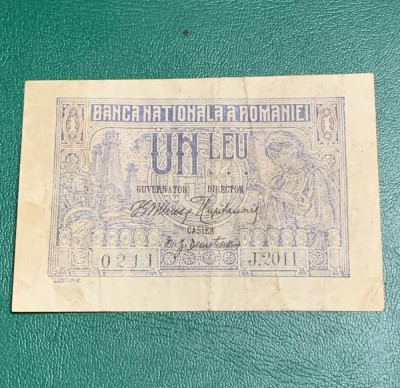 BANCA NATIONALA A ROMANIEI
UN LEU
GUVERNATOR DIRECTOR
CASIER
0211 J.2011